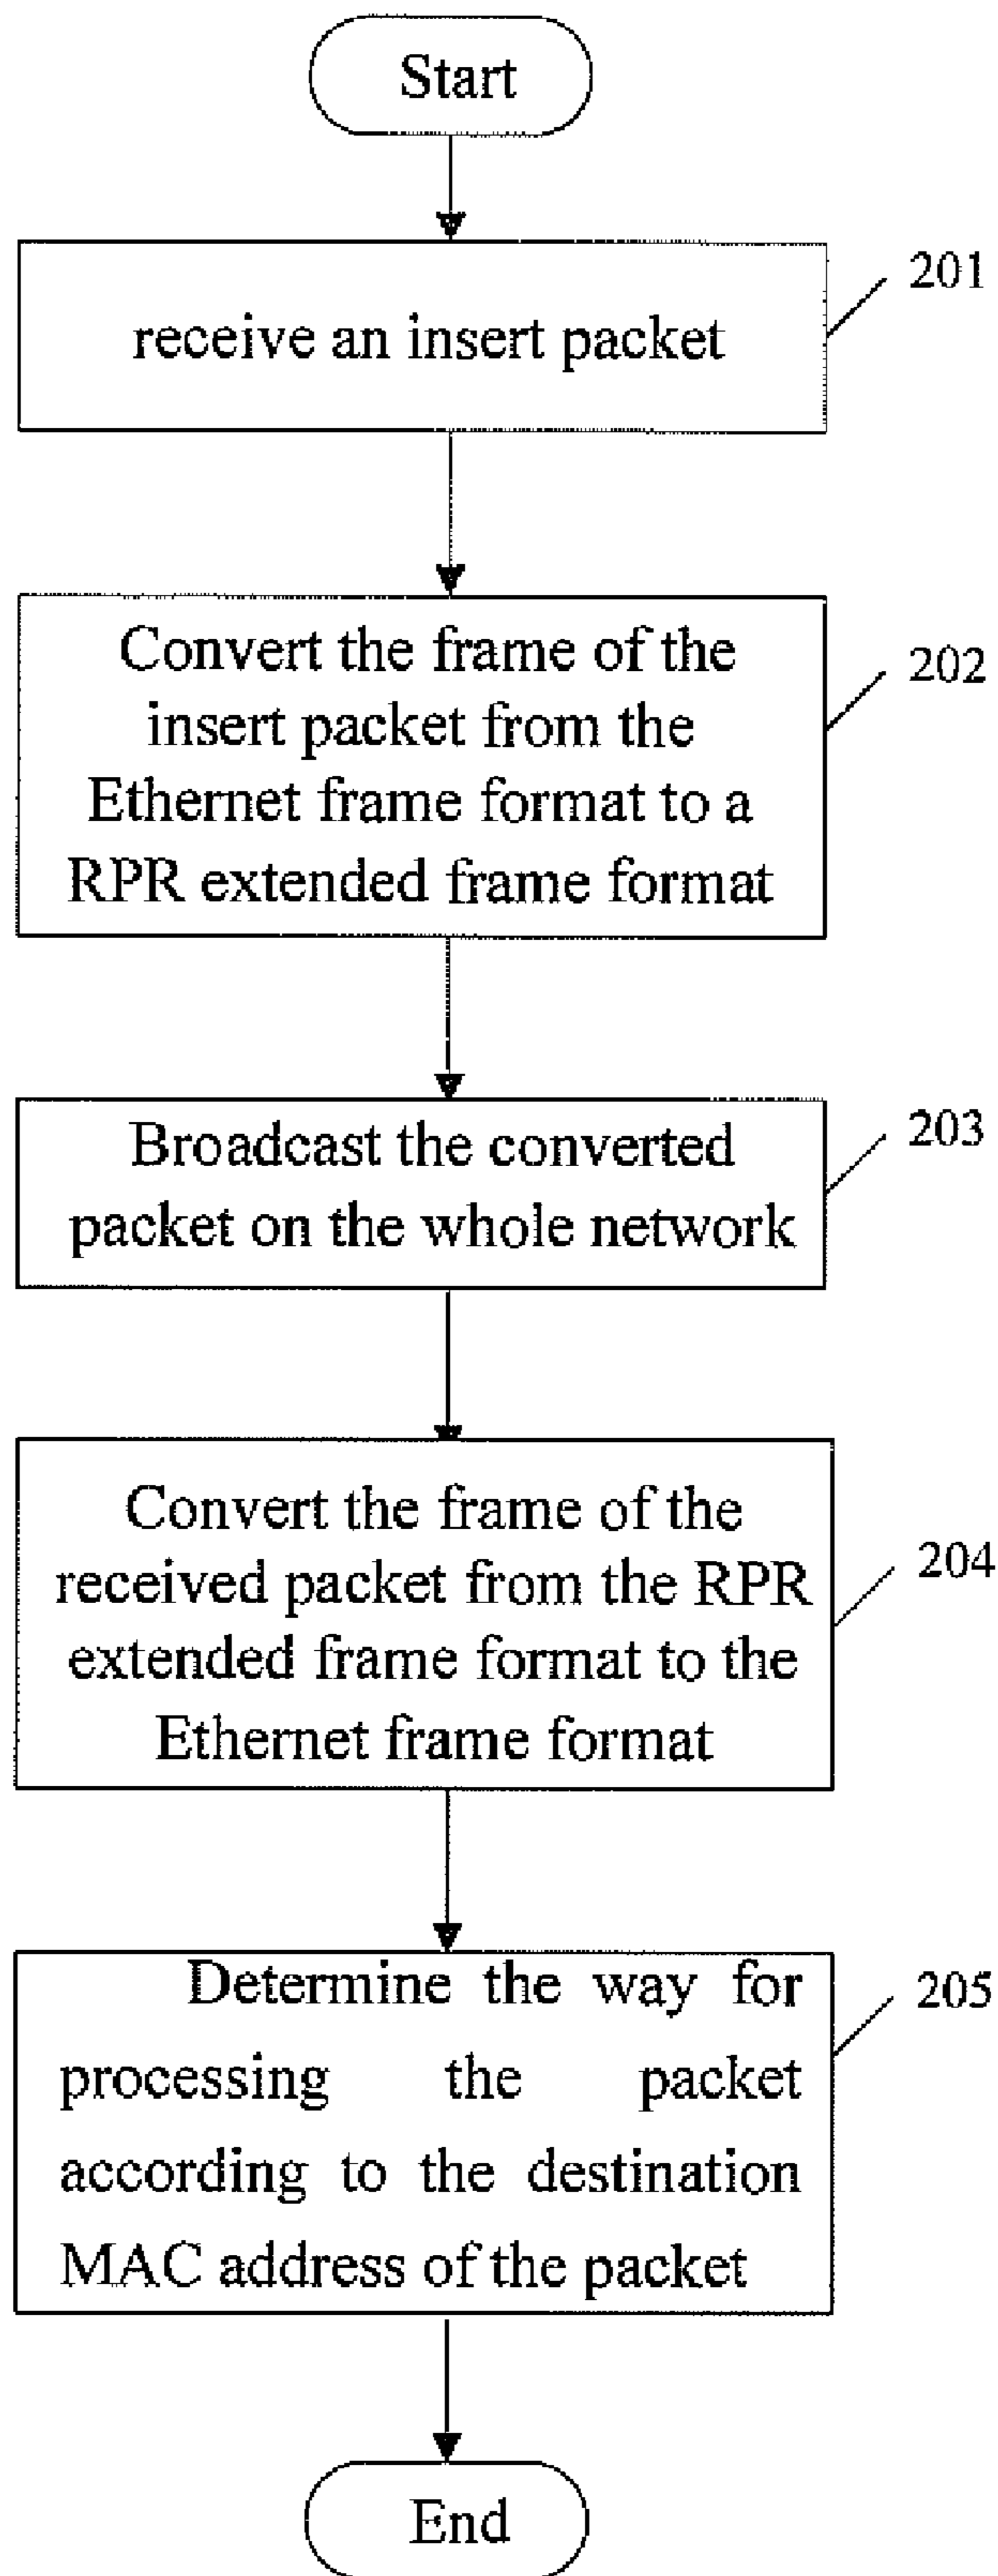 Start
receive an insert packet
201
Convert the frame of the
insert packet from the
Ethernet frame format to a
RPR extended frame format
202
Broadcast the converted
packet on the whole network
203
Convert the frame of the
received packet from the RPR
extended frame format to the
Ethernet frame format
204
Determine the way for
processing the packet
according to the destination
MAC address of the packet
205
End